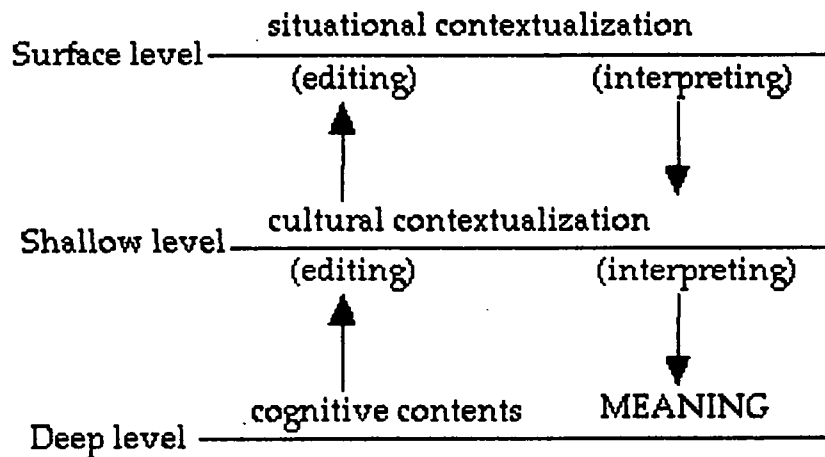 situational contextualization
Surface level
(editing) (interpreting)
cultural contextualization
Shallow level
(editing) (interpreting)
cognitive contents MEANING
Deep level